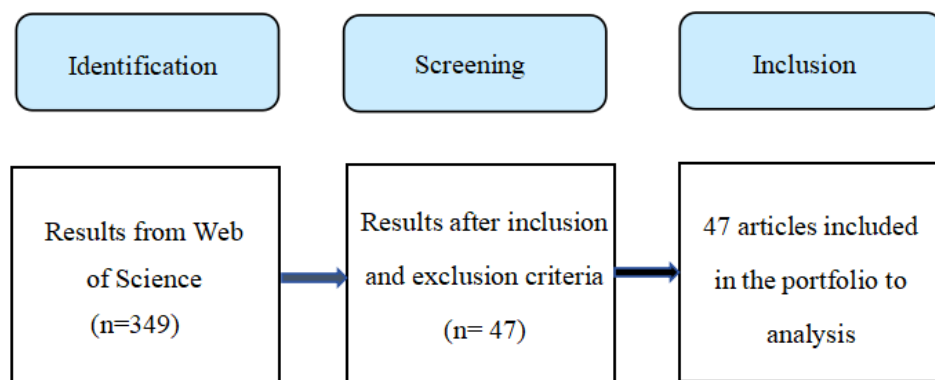 Identification
Screening
Inclusion
Results from Web
of Science
(n=349)
Results after inclusion
and exclusion criteria
(n= 47)
47 articles included
in the portfolio to
analysis